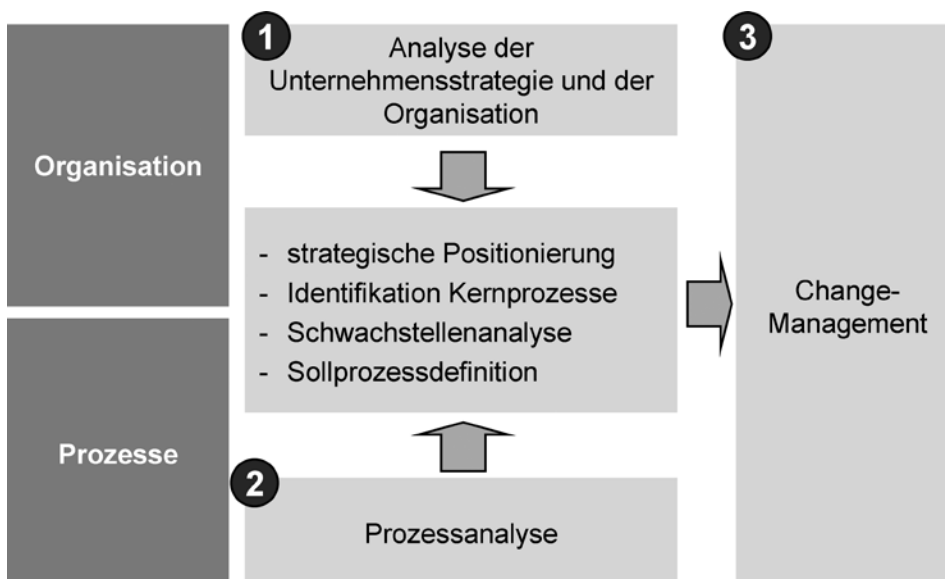 Organisation
Prozesse
1
Analyse der
Unternehmensstrategie und der
Organisation
- strategische Positionierung
- Identifikation Kernprozesse
- Schwachstellenanalyse
- Sollprozessdefinition
2
Prozessanalyse
3
Change-
Management